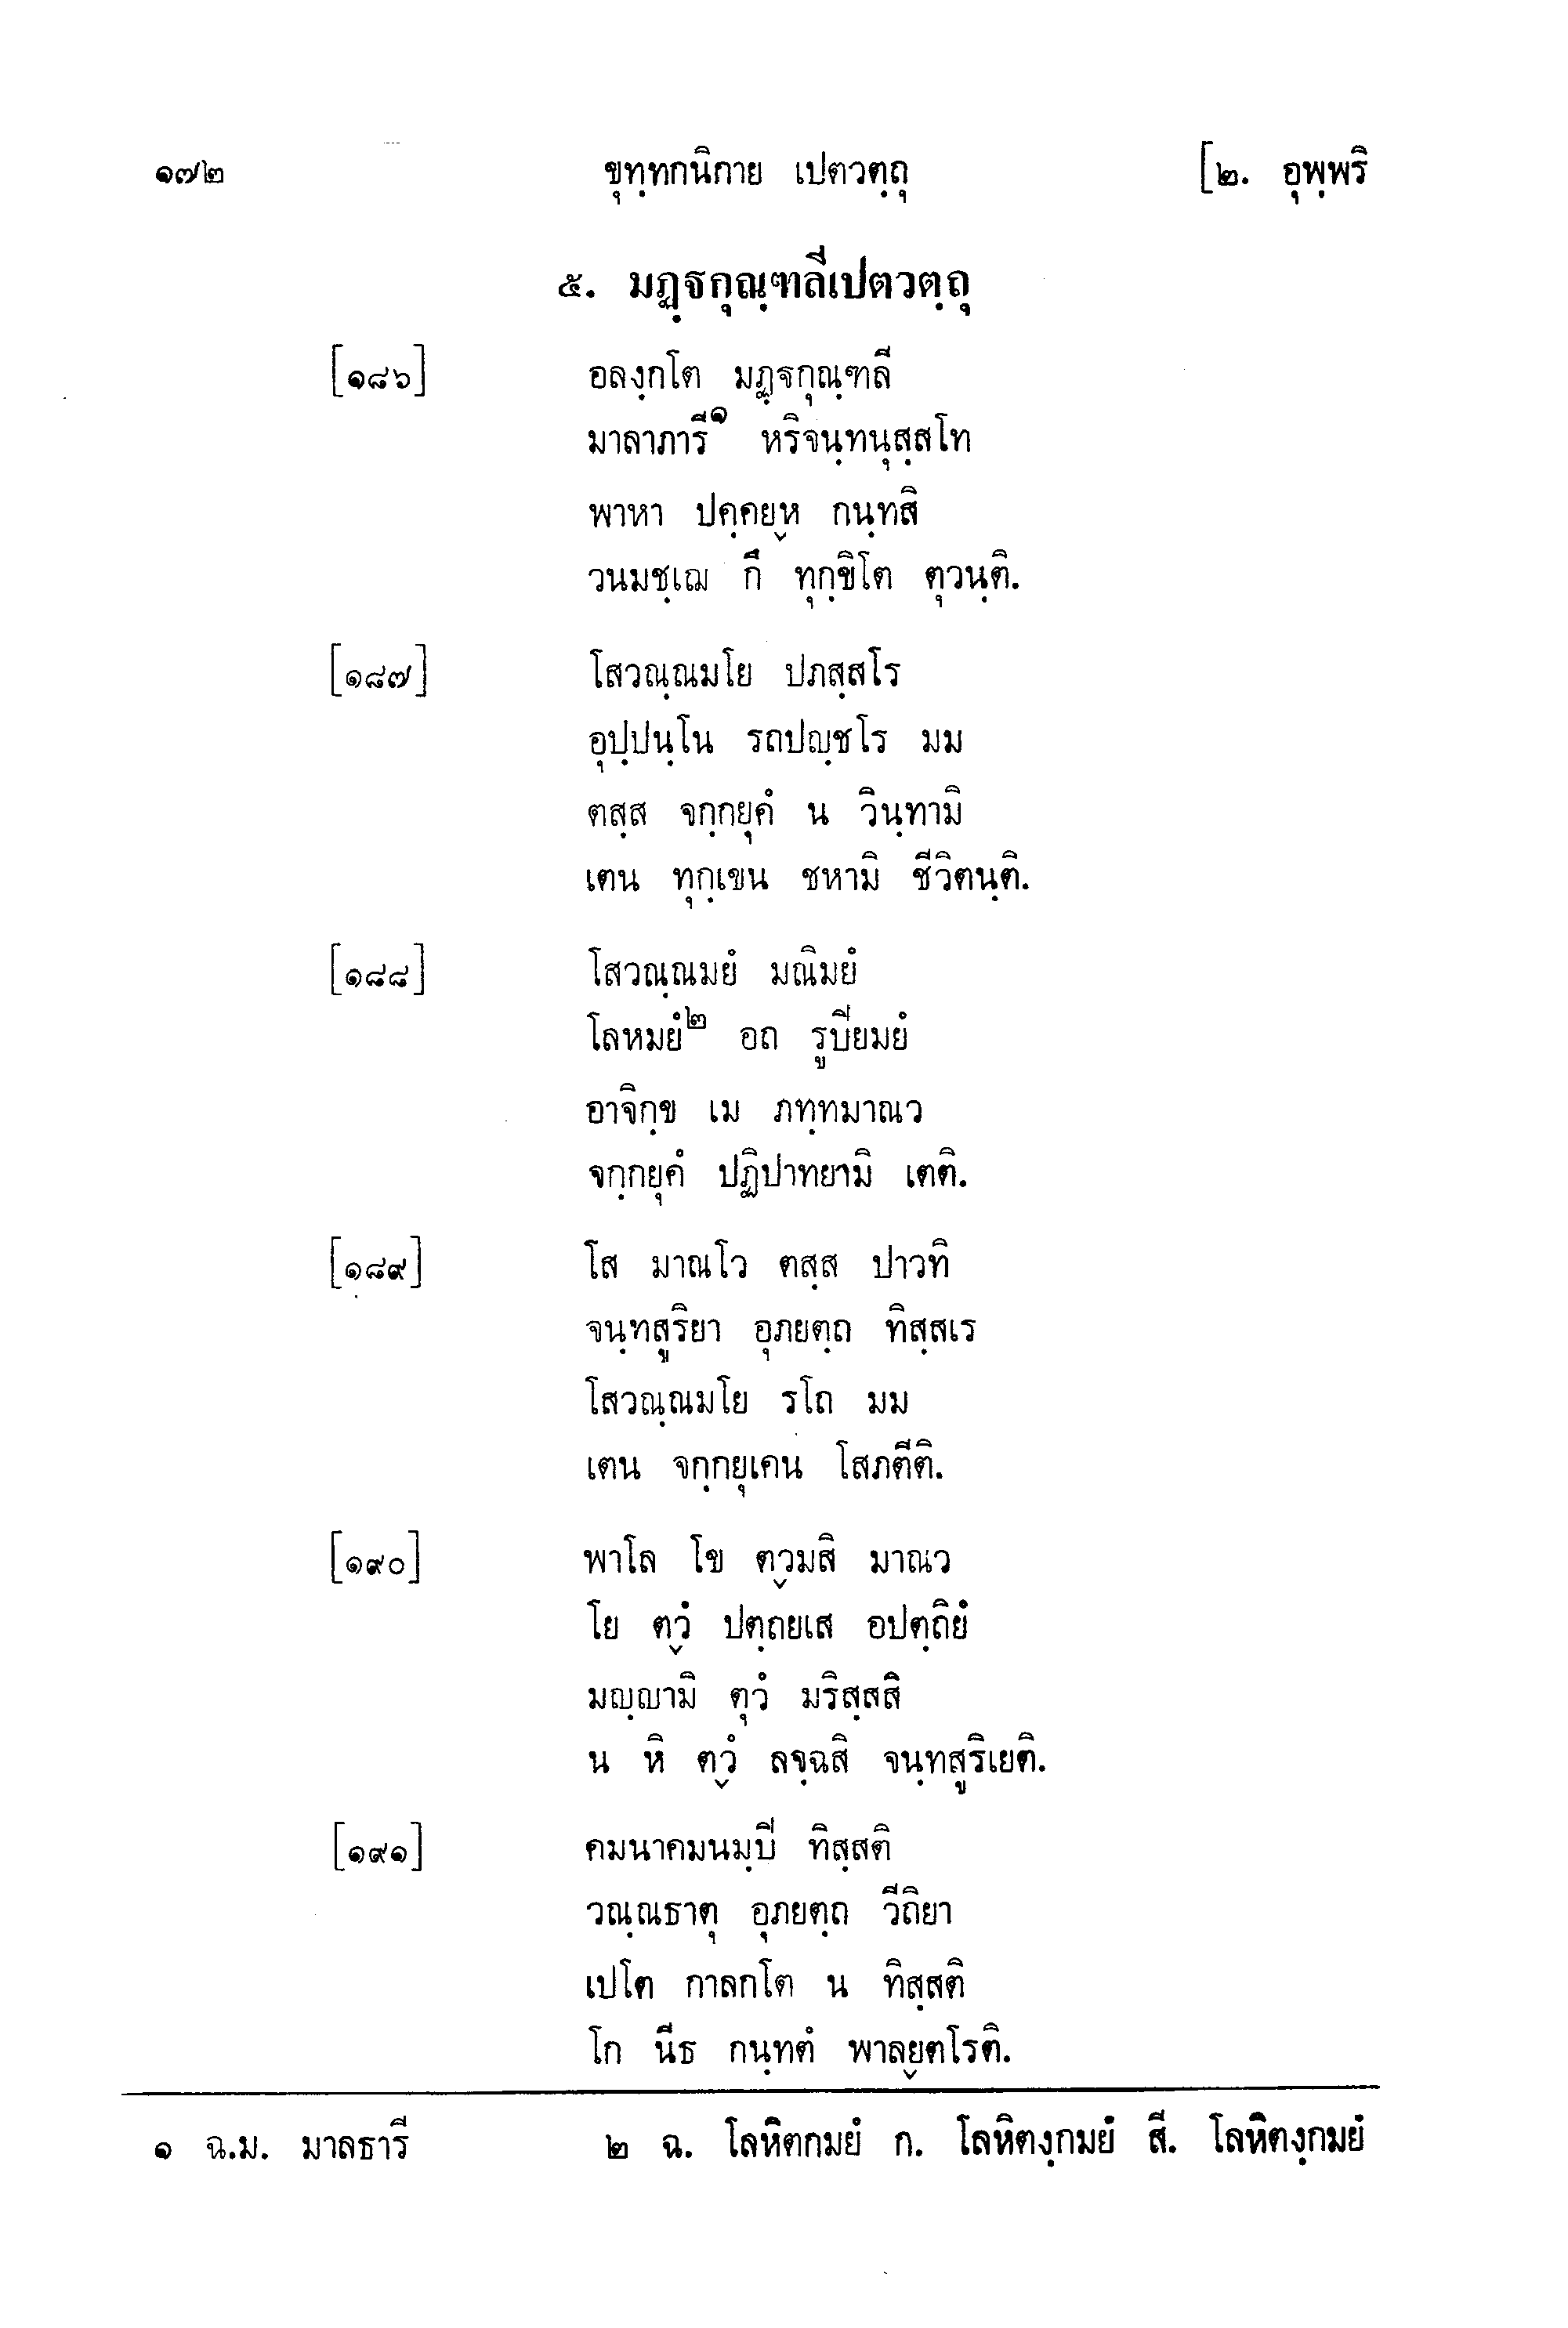 ๑๗๒ ขุทฺทกนิกาย เปตวตฺถุ [๒. อุพฺพริ
๕. มฏฺฐกุณฺฑลีเปตวตฺถุ
[๑๘๖] อลงฺกโต มฏฺฐกุณฺฑลี
มาลาภารี๑ หริจนฺทนุสฺสโท
พาหา ปคฺคยฺห กนฺทสิ
วนมชฺเฌ กึ ทุกฺขิโต ตุวนฺติ.
[๑๘๗] โสวณฺณมโย ปภสฺสโร
อุปฺปนฺโน รถปญฺชโร มม
ตสฺส จกฺกยุคํ น วินฺทามิ
เตน ทุกฺเขน ชหามิ ชีวิตนฺติ.
[๑๘๘] โสวณฺณมยํ มณิมยํ
โลหมยํ๒ อถ รูปิยมยํ
อาจิกฺข เม ภทฺทมาณว
จกฺกยุคํ ปฏิปาทยามิ เตติ.
[๑๘๙] โส มาณโว ตสฺส ปาวทิ
จนฺทสูริยา อุภยตฺถ ทิสฺสเร
โสวณฺณมโย รโถ มม
เตน จกฺกยุเคน โสภตีติ.
[๑๙๐] พาโล โข ตฺวมสิ มาณว
โย ตฺวํ ปตฺถยเส อปตฺถิยํ
มญฺญามิ ตุวํ มริสฺสสิ
น หิ ตฺวํ ลจฺฉสิ จนฺทสูริเยติ.
[๑๙๑] คมนาคมนมฺปิ ทิสฺสติ
วณฺณธาตุ อุภยตฺถ วีถิยา
เปโต กาลกโต น ทิสฺสติ
โก นีธ กนฺทตํ พาลฺยตโรติ.
๑ ฉ.ม. มาลธารี ๒ ฉ. โลหิตกมยํ ก. โลหิตงฺกมยํ สี. โลหิตงฺกมยํ